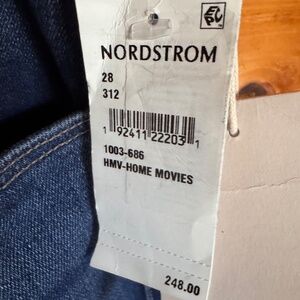 NORDSTROM
28
312
1 92411 22203 1
1003-686
HMV-HOME MOVIES
248.00